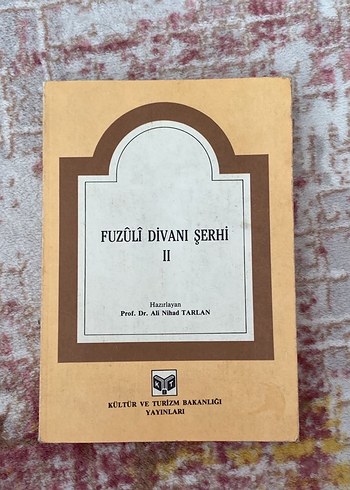 FUZÛLÎ DİVANI ŞERHİ
II
Hazırlayan
Prof. Dr. Ali Nihad TARLAN
KÜLTÜR VE TURİZM BAKANLIĞI
YAYINLARI